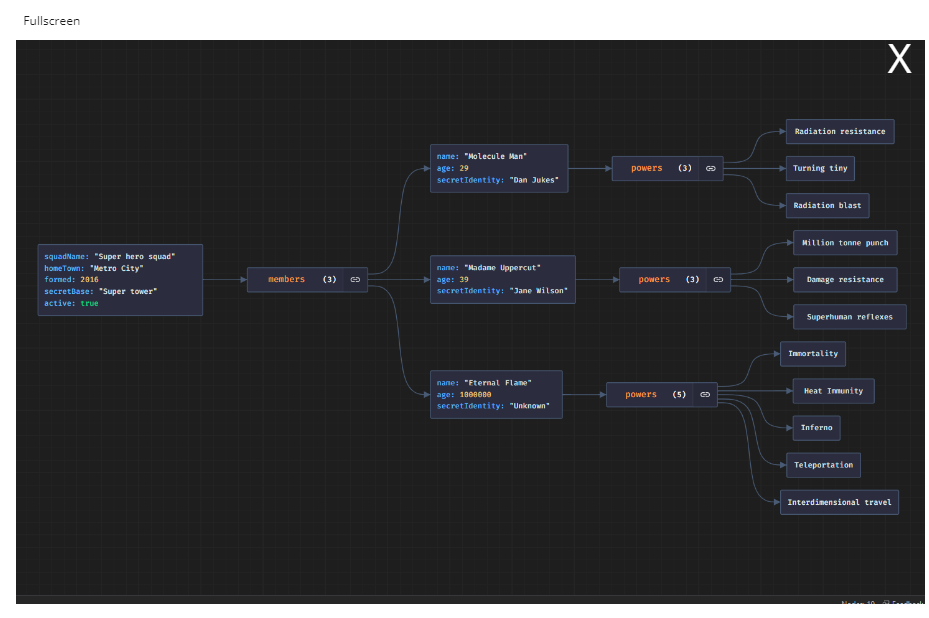 Fullscreen
X
squadName: "Super hero squad"
homeTown: "Metro City"
formed: 2016
secretBase: "Super tower"
active: true
members (3)
name: "Molecule Man"
age: 29
secretIdentity: "Dan Jukes"
powers (3)
Radiation resistance
Turning tiny
Radiation blast
name: "Madame Uppercut"
age: 39
secretIdentity: "Jane Wilson"
powers (3)
Million tonne punch
Damage resistance
Superhuman reflexes
name: "Eternal Flame"
age: 1000000
secretIdentity: "Unknown"
powers (5)
Immortality
Heat Immunity
Inferno
Teleportation
Interdimensional travel